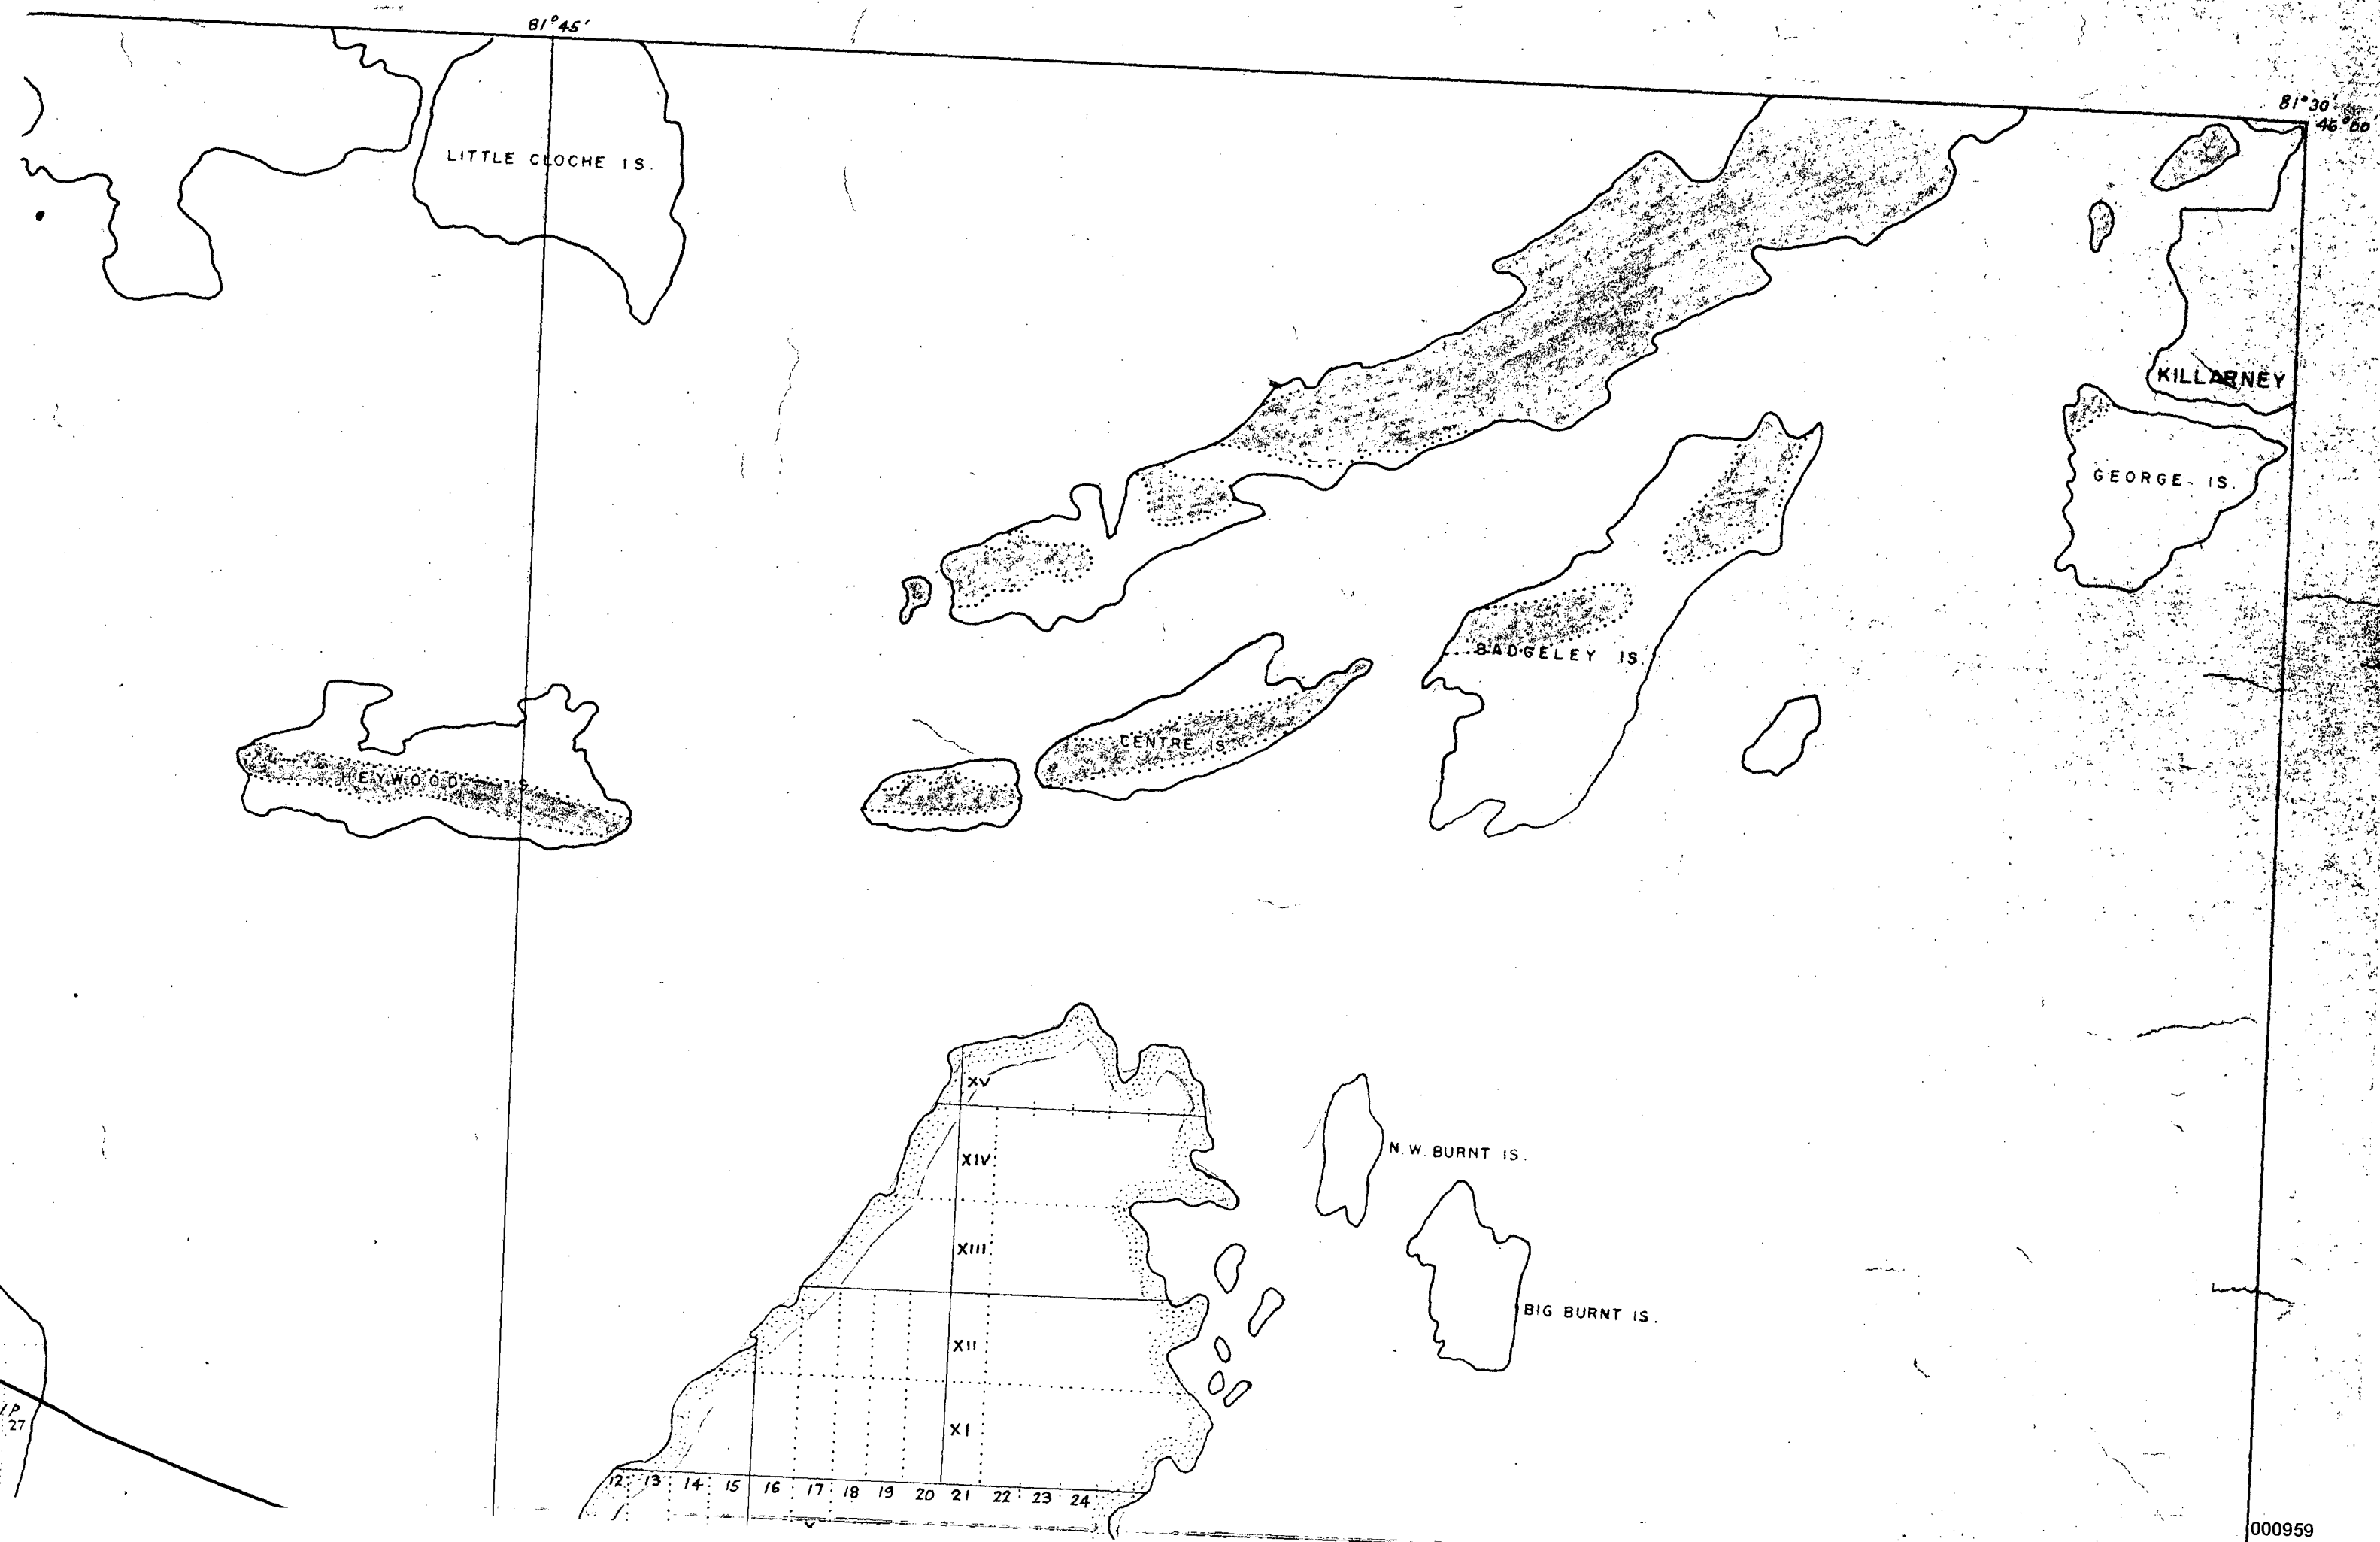 81°45'
81°30'
46°00'
LITTLE CLOCHE IS.
KILLARNEY
GEORGE IS.
BADGELEY IS.
CENTRE IS.
HEYWOOD IS.
XV
XIV
N.W. BURNT IS.
XIII
BIG BURNT IS.
XII
XI
27
12 13 14 15 16 17 18 19 20 21 22 23 24
000959